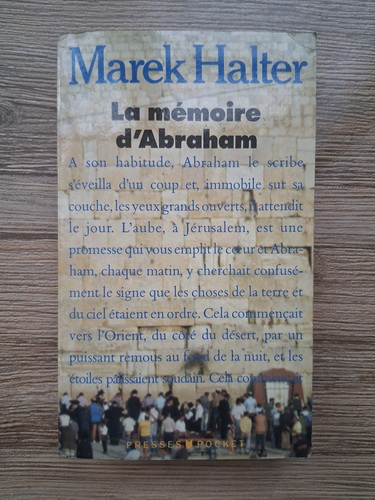 Marek Halter
La mémoire
d'Abraham
A son habitude, Abraham le scribe
s'éveilla d'un coup et, immobile sur sa
couche, les yeux grands ouverts, il attendit
le jour. L'aube, à Jérusalem, est une
promesse qui vous emplit le cœur et Abra-
ham, chaque matin, y cherchait confusé-
ment le signe que les choses de la terre et
du ciel étaient en ordre. Cela commençait
vers l'Orient, du côté du désert, par un
puissant remous au fond de la nuit, et les
étoiles pâlissaient soudain. Cela commençait
PRESSES POCKET